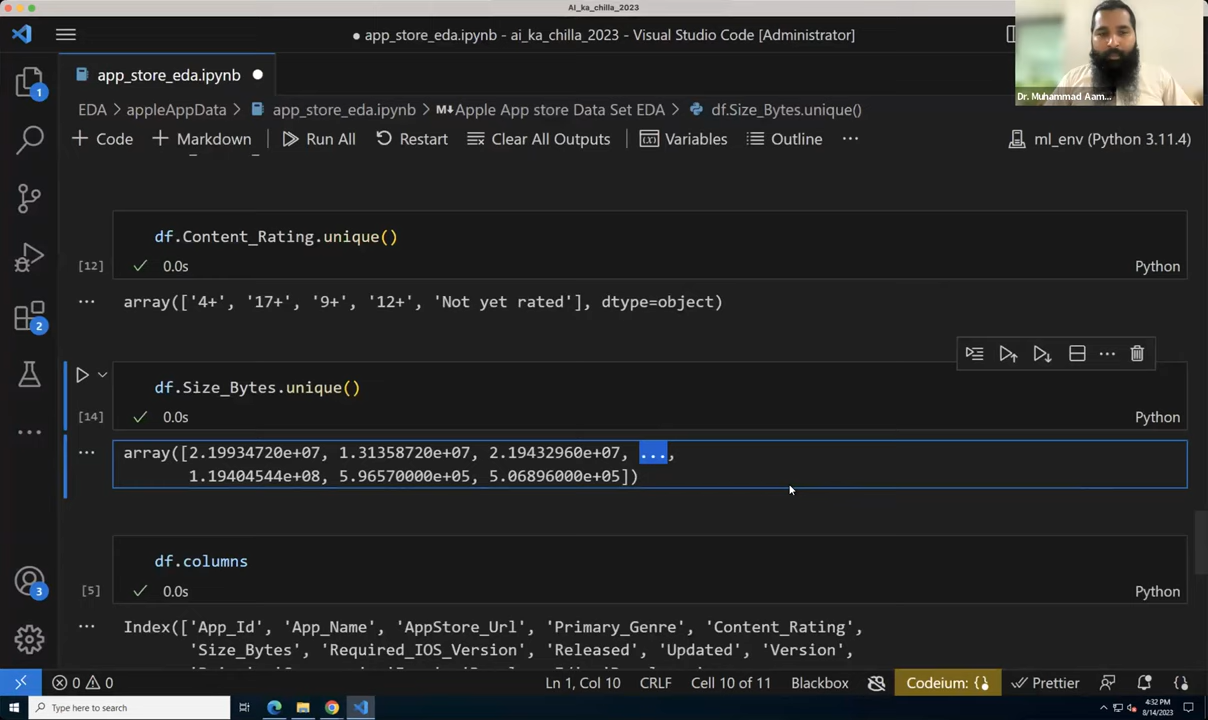 AI_ka_chilla_2023
app_store_eda.ipynb - ai_ka_chilla_2023 - Visual Studio Code [Administrator]
Dr. Muhammad Aam...
app_store_eda.ipynb
EDA > appleAppData > app_store_eda.ipynb > M↓Apple App store Data Set EDA > df.Size_Bytes.unique()
+ Code + Markdown Run All Restart Clear All Outputs Variables Outline ... ml_env (Python 3.11.4)
df.Content_Rating.unique()
[12] 0.0s Python
... array(['4+', '17+', '9+', '12+', 'Not yet rated'], dtype=object)
df.Size_Bytes.unique()
[14] 0.0s Python
... array([2.19934720e+07, 1.31358720e+07, 2.19432960e+07, ...,
1.19404544e+08, 5.96570000e+05, 5.06896000e+05])
df.columns
[5] 0.0s Python
... Index(['App_Id', 'App_Name', 'AppStore_Url', 'Primary_Genre', 'Content_Rating',
'Size_Bytes', 'Required_IOS_Version', 'Released', 'Updated', 'Version',
1
2
3
0 0 Ln 1, Col 10 CRLF Cell 10 of 11 Blackbox Codeium: {} Prettier
Type here to search
4:32 PM
8/14/2023